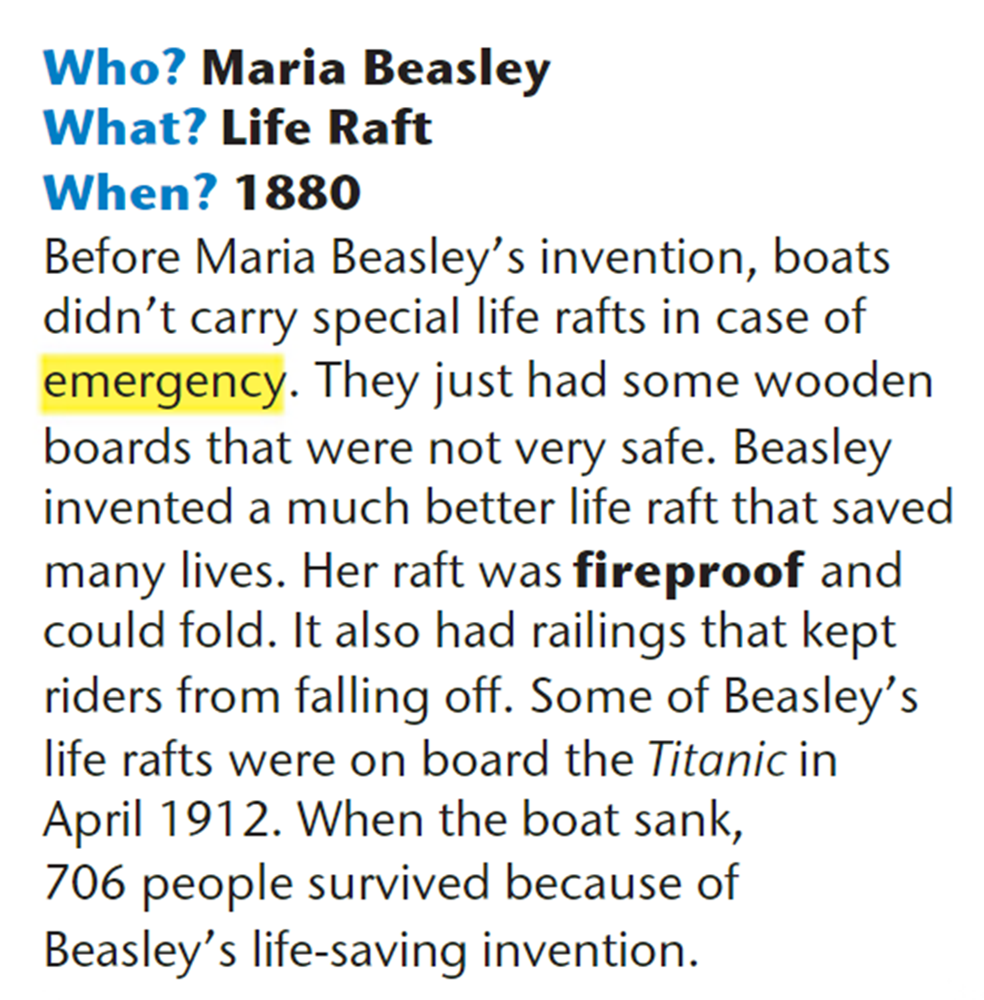 Who? Maria Beasley
What? Life Raft
When? 1880
Before Maria Beasley’s invention, boats
didn’t carry special life rafts in case of
emergency. They just had some wooden
boards that were not very safe. Beasley
invented a much better life raft that saved
many lives. Her raft was fireproof and
could fold. It also had railings that kept
riders from falling off. Some of Beasley’s
life rafts were on board the Titanic in
April 1912. When the boat sank,
706 people survived because of
Beasley’s life-saving invention.